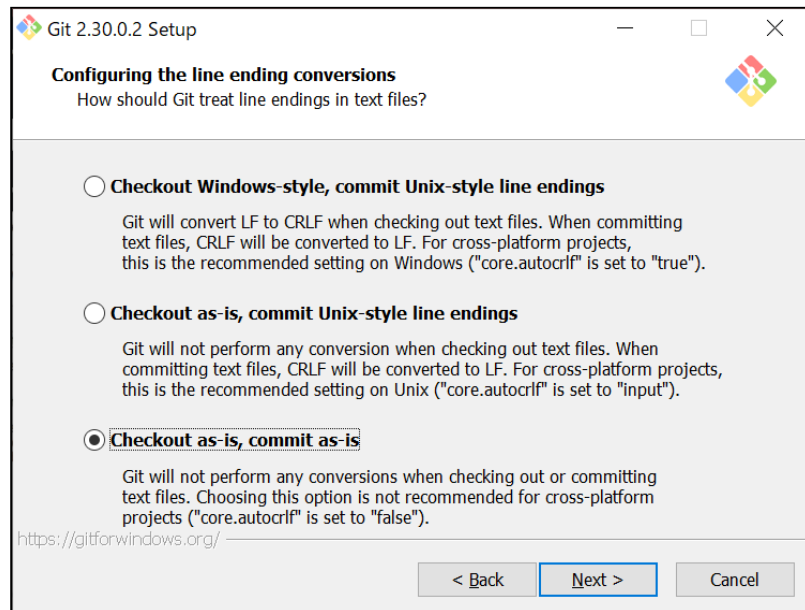 Git 2.30.0.2 Setup
Configuring the line ending conversions
How should Git treat line endings in text files?
Checkout Windows-style, commit Unix-style line endings
Git will convert LF to CRLF when checking out text files. When committing
text files, CRLF will be converted to LF. For cross-platform projects,
this is the recommended setting on Windows ("core.autocrlf" is set to "true").
Checkout as-is, commit Unix-style line endings
Git will not perform any conversion when checking out text files. When
committing text files, CRLF will be converted to LF. For cross-platform projects,
this is the recommended setting on Unix ("core.autocrlf" is set to "input").
Checkout as-is, commit as-is
Git will not perform any conversions when checking out or committing
text files. Choosing this option is not recommended for cross-platform
projects ("core.autocrlf" is set to "false").
https://gitforwindows.org/
< Back
Next >
Cancel